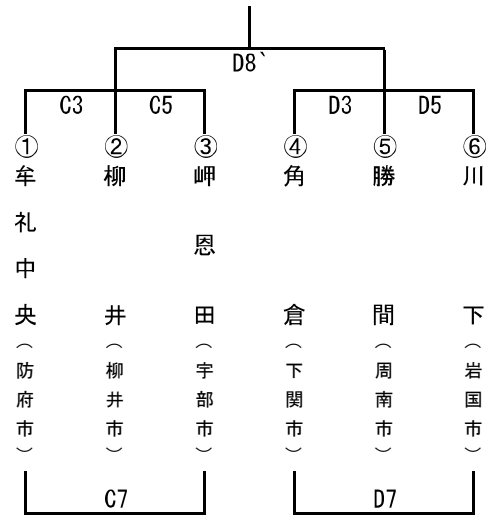 D8`
C3
C5
D3
D5
①
牟礼中央（防府市）
②
柳井（柳井市）
③
岬恩田（宇部市）
④
角倉（下関市）
⑤
勝間（周南市）
⑥
川下（岩国市）
C7
D7